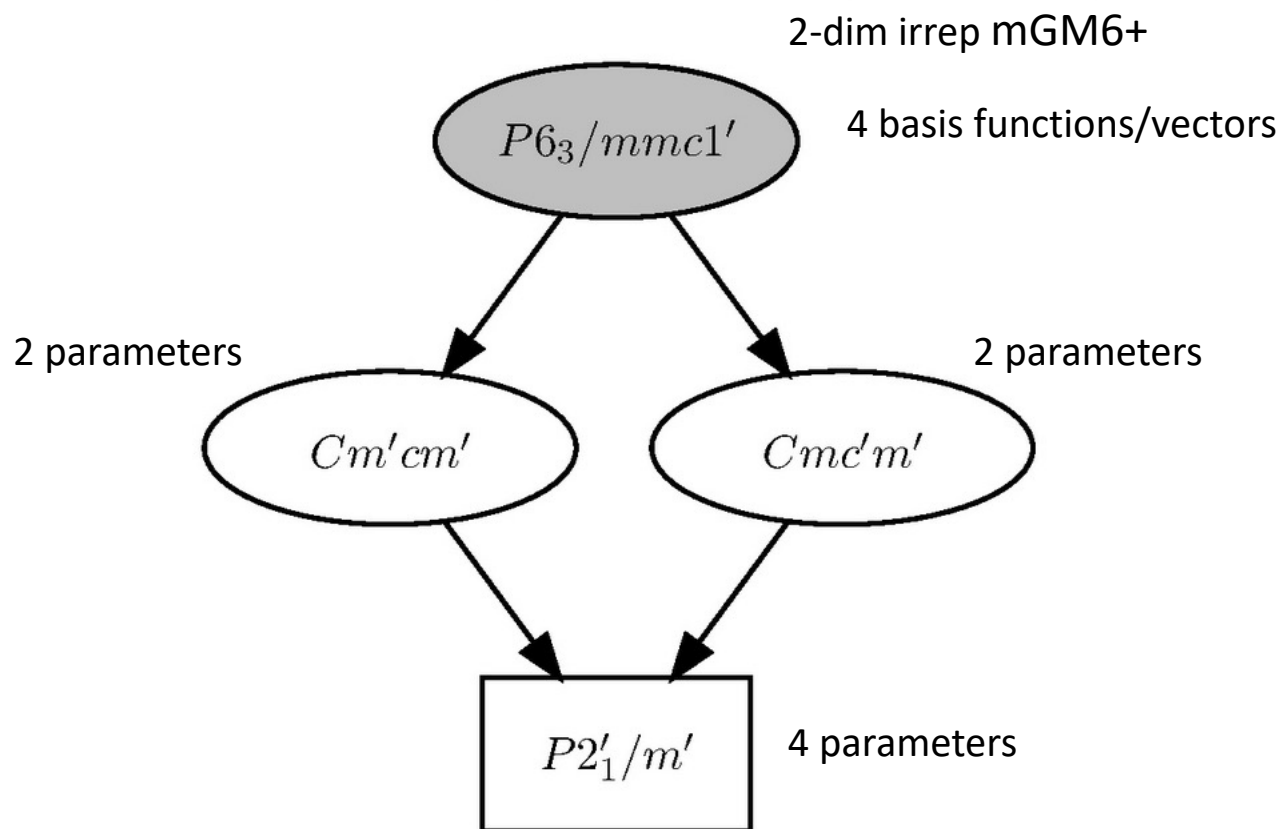 2-dim irrep mGM6+
4 basis functions/vectors
P6₃/mmc1′
2 parameters
2 parameters
Cm′cm′
Cmc′m′
P2′₁/m′
4 parameters